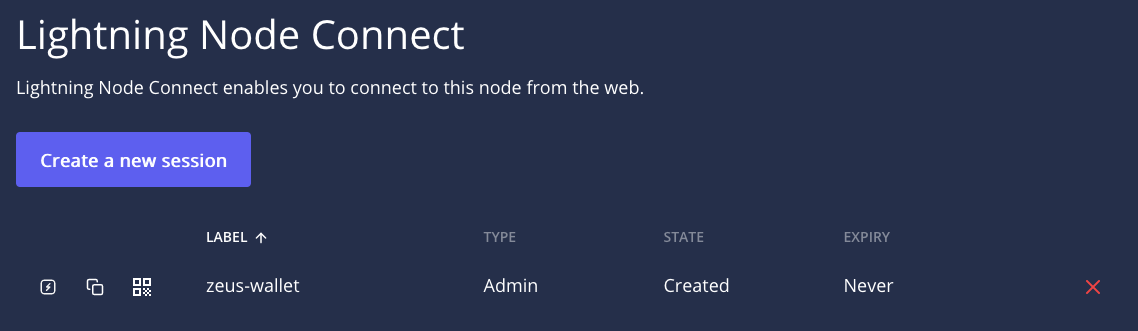 Lightning Node Connect
Lightning Node Connect enables you to connect to this node from the web.
Create a new session
LABEL ↑ TYPE STATE EXPIRY
zeus-wallet Admin Created Never